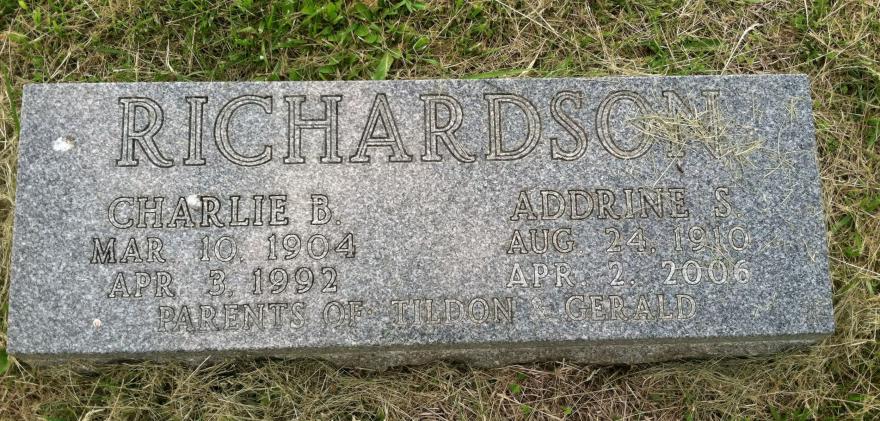 RICHARDSON
CHARLIE B. ADDRINE S.
MAR 10, 1904 AUG. 24, 1910
APR. 3, 1992 APR. 2. 2006
PARENTS OF TILDON & GERALD